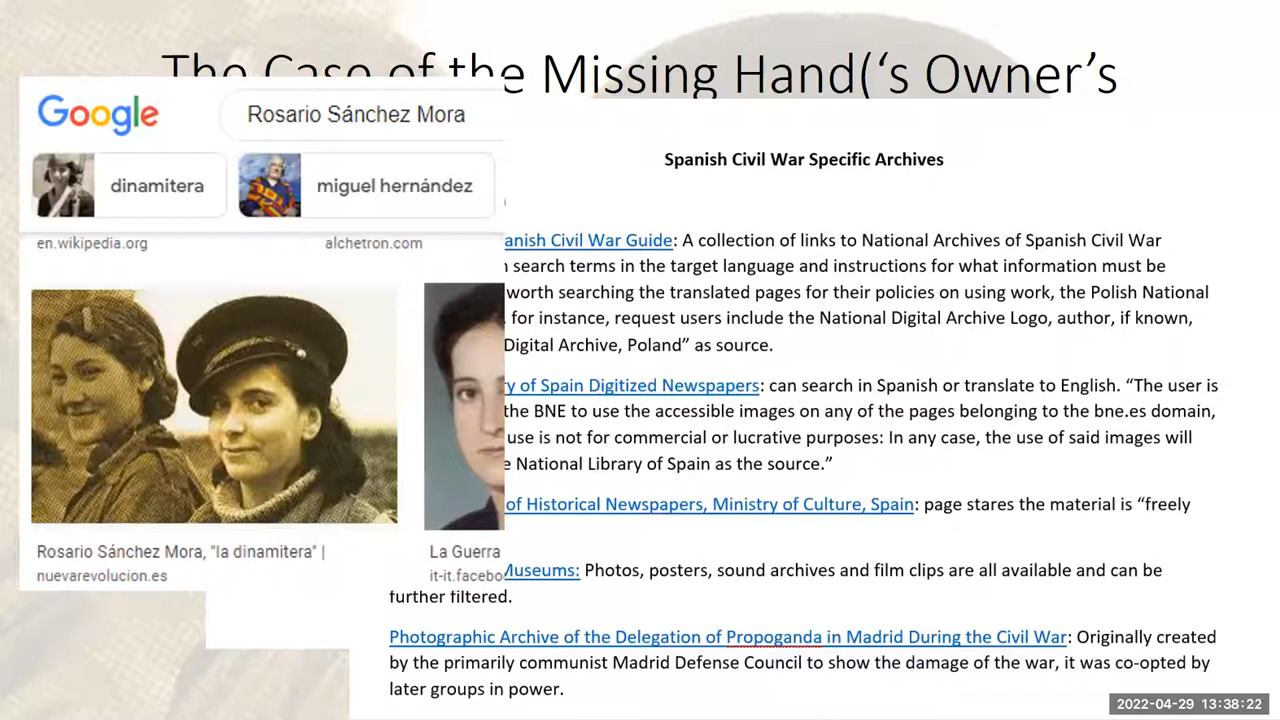 The Case of the Missing Hand(‘s Owner’s
Google
Rosario Sánchez Mora
dinamitera
miguel hernández
en.wikipedia.org
alchetron.com
Rosario Sánchez Mora, "la dinamitera" |
nuevarevolucion.es
La Guerra
it-it.facebo
Spanish Civil War Specific Archives
anish Civil War Guide: A collection of links to National Archives of Spanish Civil War
search terms in the target language and instructions for what information must be
worth searching the translated pages for their policies on using work, the Polish National
for instance, request users include the National Digital Archive Logo, author, if known,
Digital Archive, Poland” as source.
ry of Spain Digitized Newspapers: can search in Spanish or translate to English. “The user is
the BNE to use the accessible images on any of the pages belonging to the bne.es domain,
use is not for commercial or lucrative purposes: In any case, the use of said images will
e National Library of Spain as the source.”
of Historical Newspapers, Ministry of Culture, Spain: page stares the material is “freely
Museums: Photos, posters, sound archives and film clips are all available and can be
further filtered.
Photographic Archive of the Delegation of Propoganda in Madrid During the Civil War: Originally created
by the primarily communist Madrid Defense Council to show the damage of the war, it was co-opted by
later groups in power.
2022-04-29 13:38:22